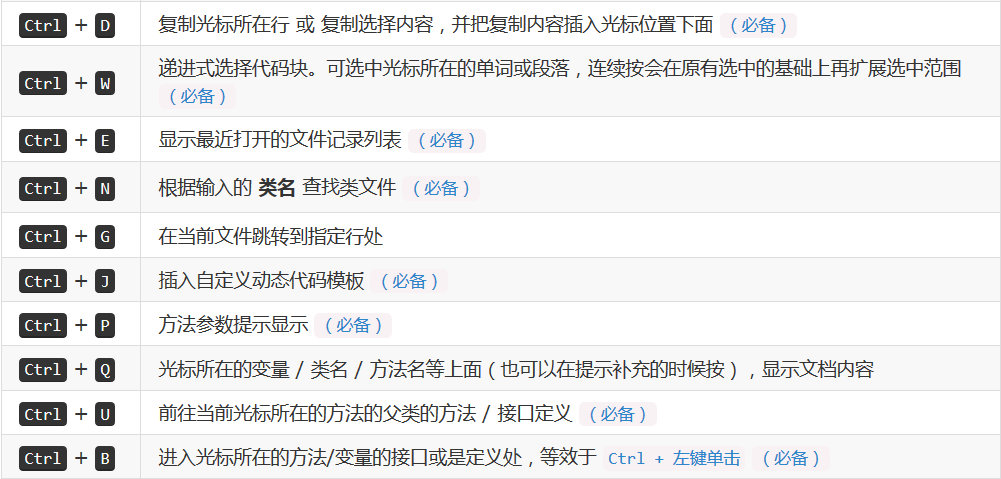 Ctrl + D 复制光标所在行 或 复制选择内容，并把复制内容插入光标位置下面 （必备）
Ctrl + W 递进式选择代码块。可选中光标所在的单词或段落，连续按会在原有选中的基础上再扩展选中范围
（必备）
Ctrl + E 显示最近打开的文件记录列表 （必备）
Ctrl + N 根据输入的 类名 查找类文件 （必备）
Ctrl + G 在当前文件跳转到指定行处
Ctrl + J 插入自定义动态代码模板 （必备）
Ctrl + P 方法参数提示显示 （必备）
Ctrl + Q 光标所在的变量 / 类名 / 方法名等上面（也可以在提示补充的时候按），显示文档内容
Ctrl + U 前往当前光标所在的方法的父类的方法 / 接口定义 （必备）
Ctrl + B 进入光标所在的方法/变量的接口或是定义处，等效于 Ctrl + 左键单击 （必备）